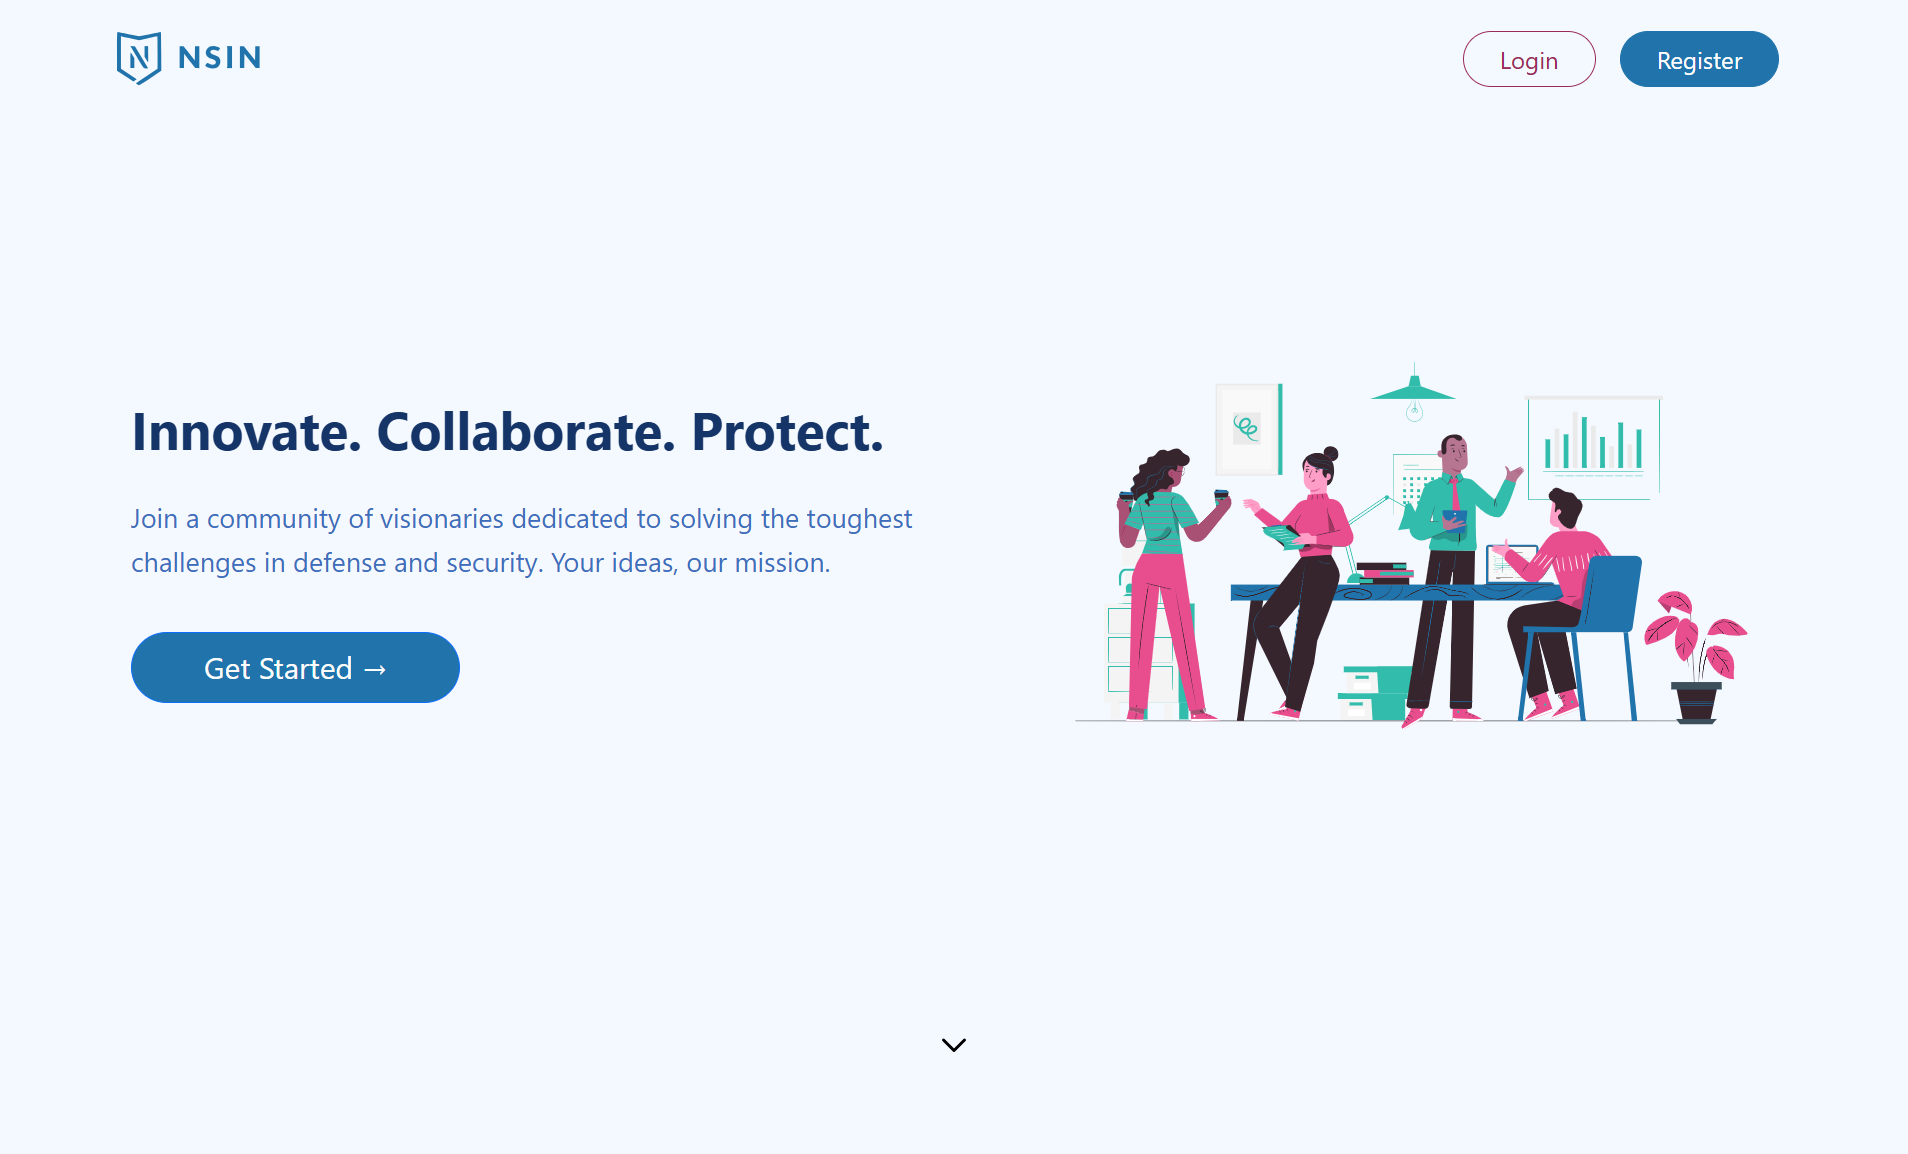 NSIN
Login
Register
Innovate. Collaborate. Protect.
Join a community of visionaries dedicated to solving the toughest
challenges in defense and security. Your ideas, our mission.
Get Started →